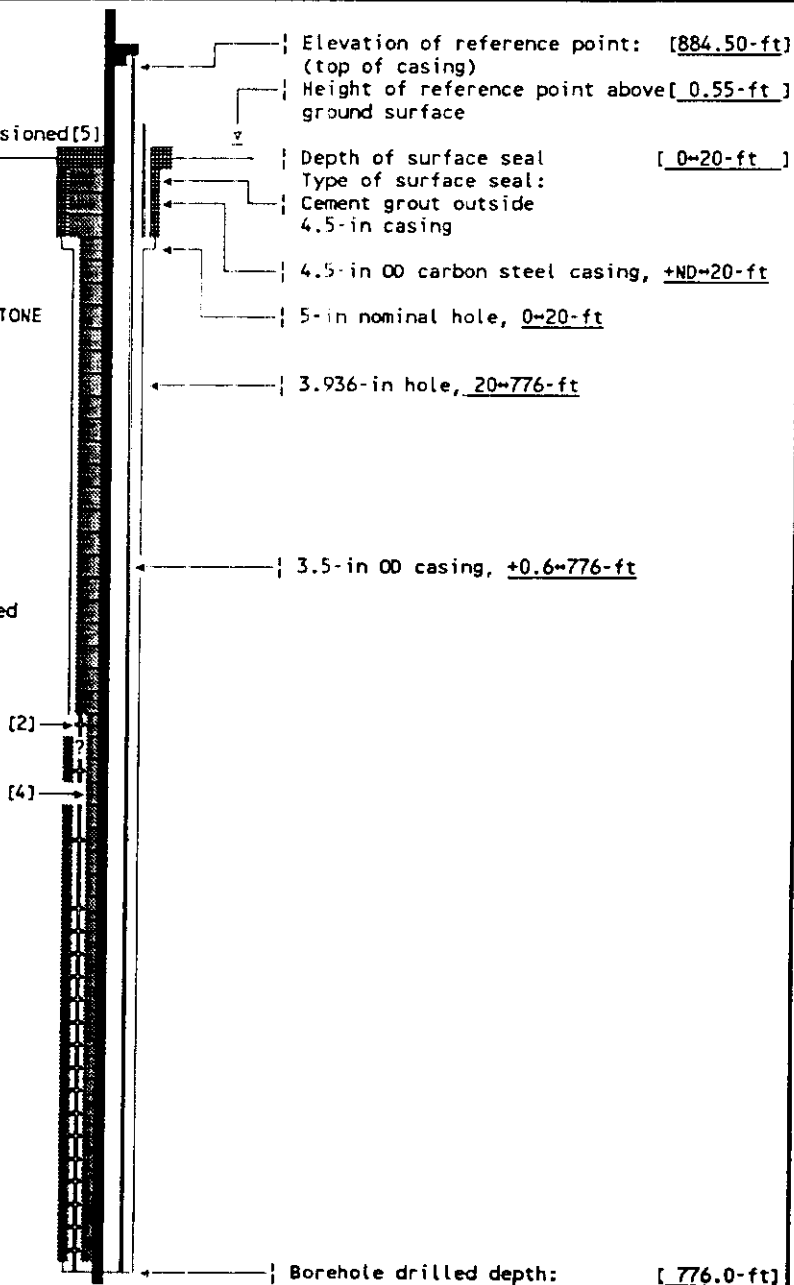 Elevation of reference point: [884.50-ft]
(top of casing)
Height of reference point above[ 0.55-ft ]
ground surface
sioned[5]
Depth of surface seal [ 0↔20-ft ]
Type of surface seal:
Cement grout outside
4.5-in casing
4.5-in OD carbon steel casing, +ND↔20-ft
TONE
5-in nominal hole, 0↔20-ft
3.936-in hole, 20↔776-ft
3.5-in OD casing, +0.6↔776-ft
ed
[2]
?
[4]
Borehole drilled depth: [ 776.0-ft]